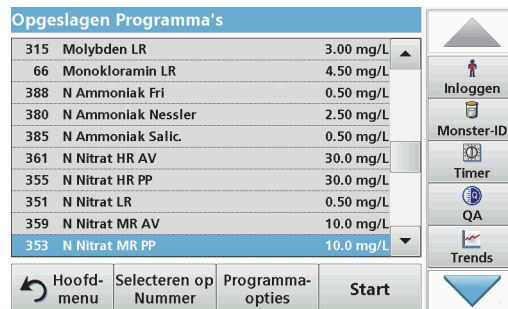 Opgeslagen Programma's
315 Molybden LR 3.00 mg/L
66 Monokloramin LR 4.50 mg/L
388 N Ammoniak Fri 0.50 mg/L
380 N Ammoniak Nessler 2.50 mg/L
385 N Ammoniak Salic. 0.50 mg/L
361 N Nitrat HR AV 30.0 mg/L
355 N Nitrat HR PP 30.0 mg/L
351 N Nitrat LR 0.50 mg/L
359 N Nitrat MR AV 10.0 mg/L
353 N Nitrat MR PP 10.0 mg/L
Inloggen
Monster-ID
Timer
QA
Trends
Hoofd-
menu
Selecteren op
Nummer
Programma-
opties
Start